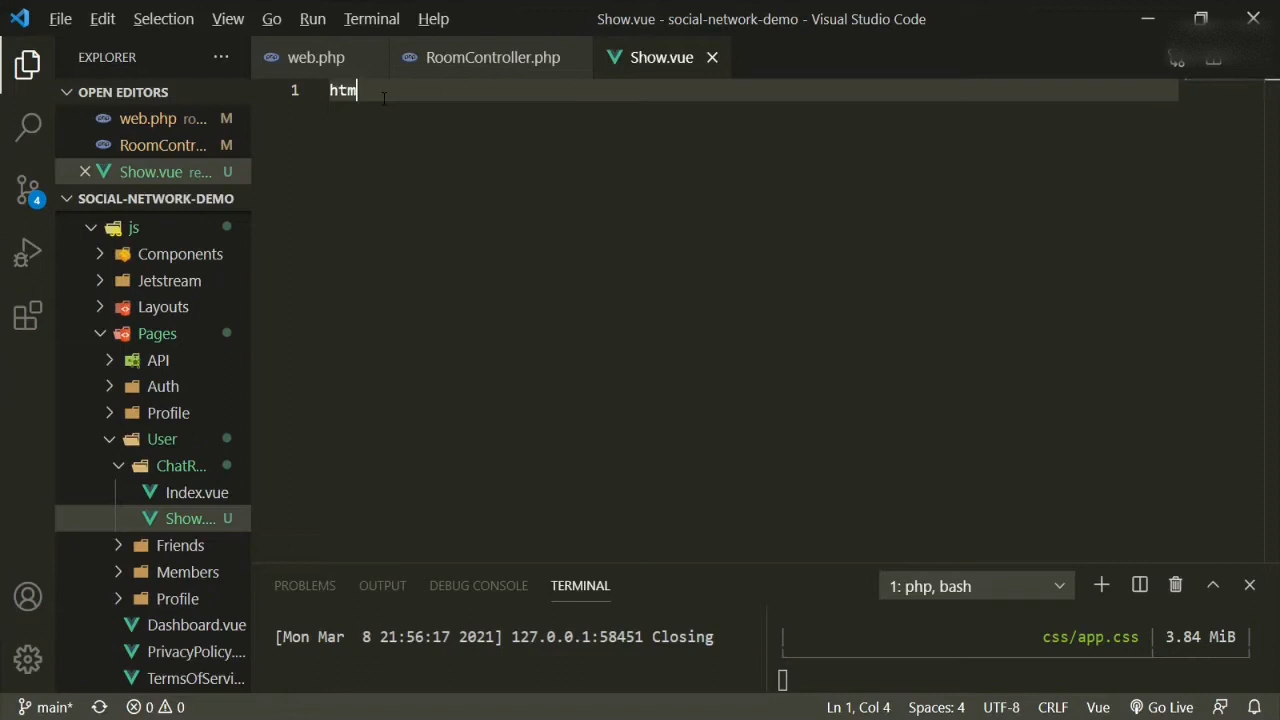 File Edit Selection View Go Run Terminal Help Show.vue - social-network-demo - Visual Studio Code
EXPLORER
web.php RoomController.php Show.vue
OPEN EDITORS
web.php ro... M
RoomContr... M
Show.vue re... U
SOCIAL-NETWORK-DEMO
js
Components
Jetstream
Layouts
Pages
API
Auth
Profile
User
ChatR...
Index.vue
Show.... U
Friends
Members
Profile
Dashboard.vue
PrivacyPolicy....
TermsOfServi...
4
1 htm
PROBLEMS OUTPUT DEBUG CONSOLE TERMINAL 1: php, bash
[Mon Mar 8 21:56:17 2021] 127.0.0.1:58451 Closing
css/app.css | 3.84 MiB
main* 0 0 Ln 1, Col 4 Spaces: 4 UTF-8 CRLF Vue Go Live